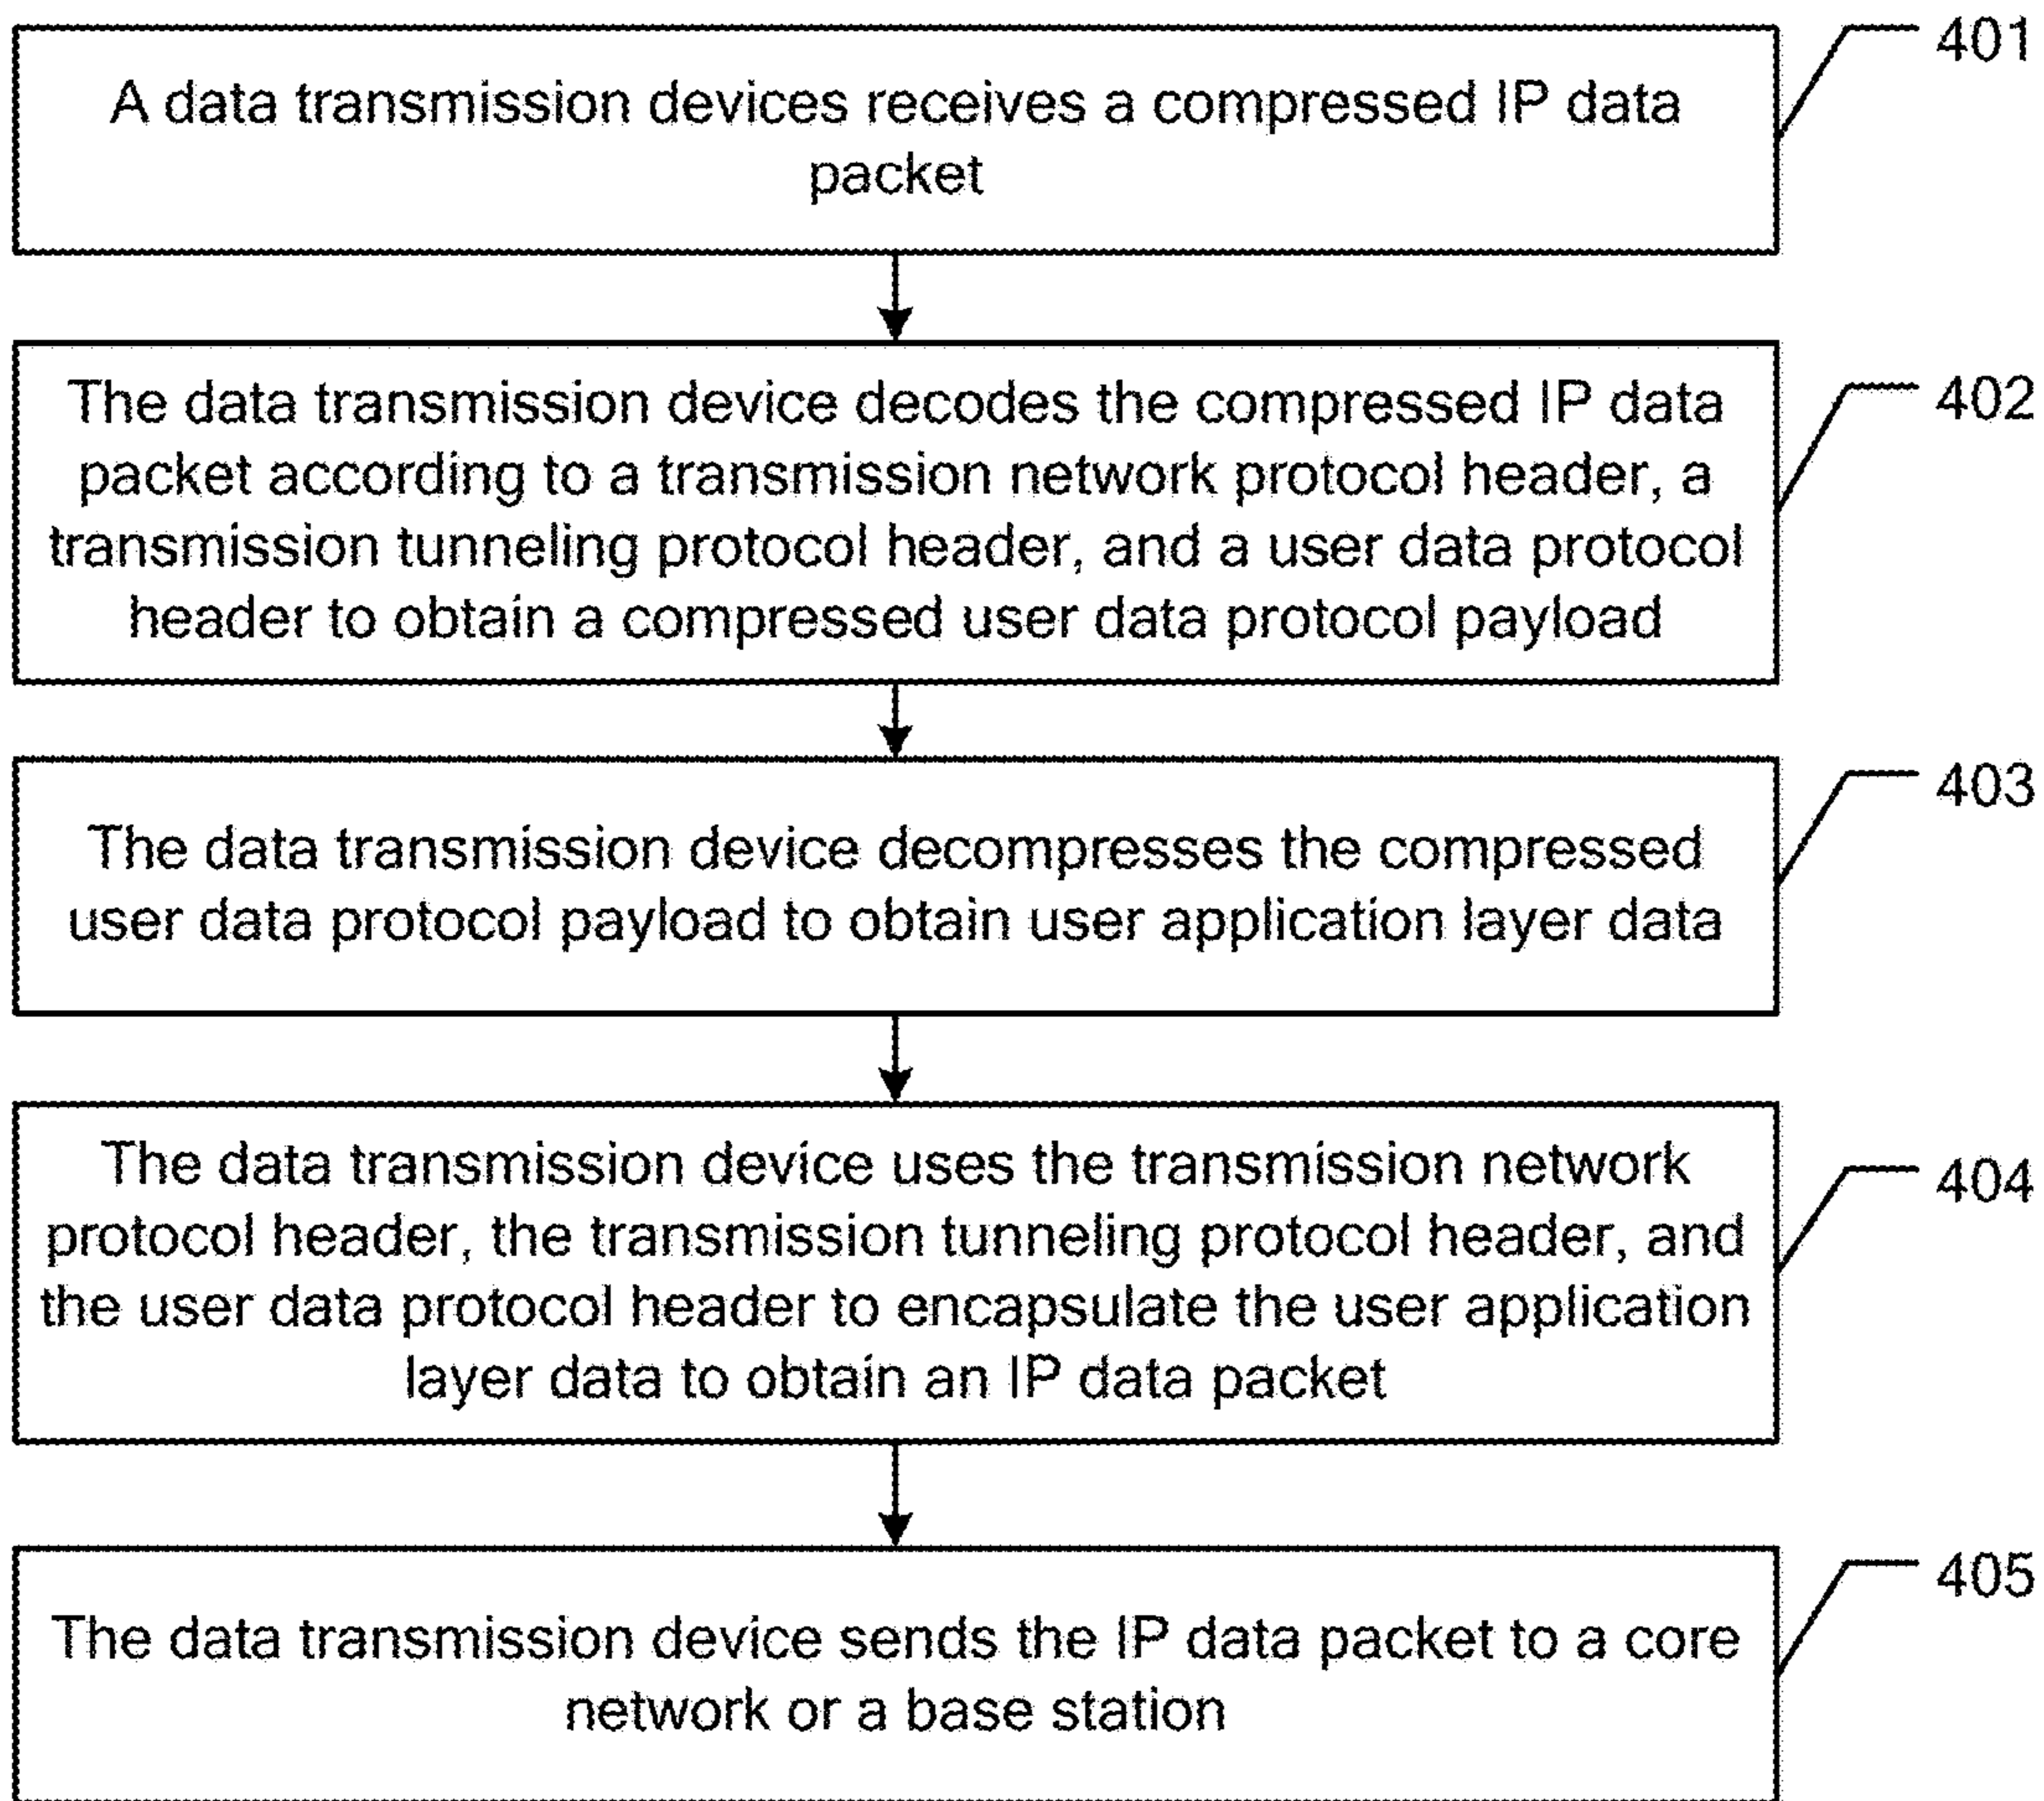 401
A data transmission devices receives a compressed IP data
packet
402
The data transmission device decodes the compressed IP data
packet according to a transmission network protocol header, a
transmission tunneling protocol header, and a user data protocol
header to obtain a compressed user data protocol payload
403
The data transmission device decompresses the compressed
user data protocol payload to obtain user application layer data
404
The data transmission device uses the transmission network
protocol header, the transmission tunneling protocol header, and
the user data protocol header to encapsulate the user application
layer data to obtain an IP data packet
405
The data transmission device sends the IP data packet to a core
network or a base station